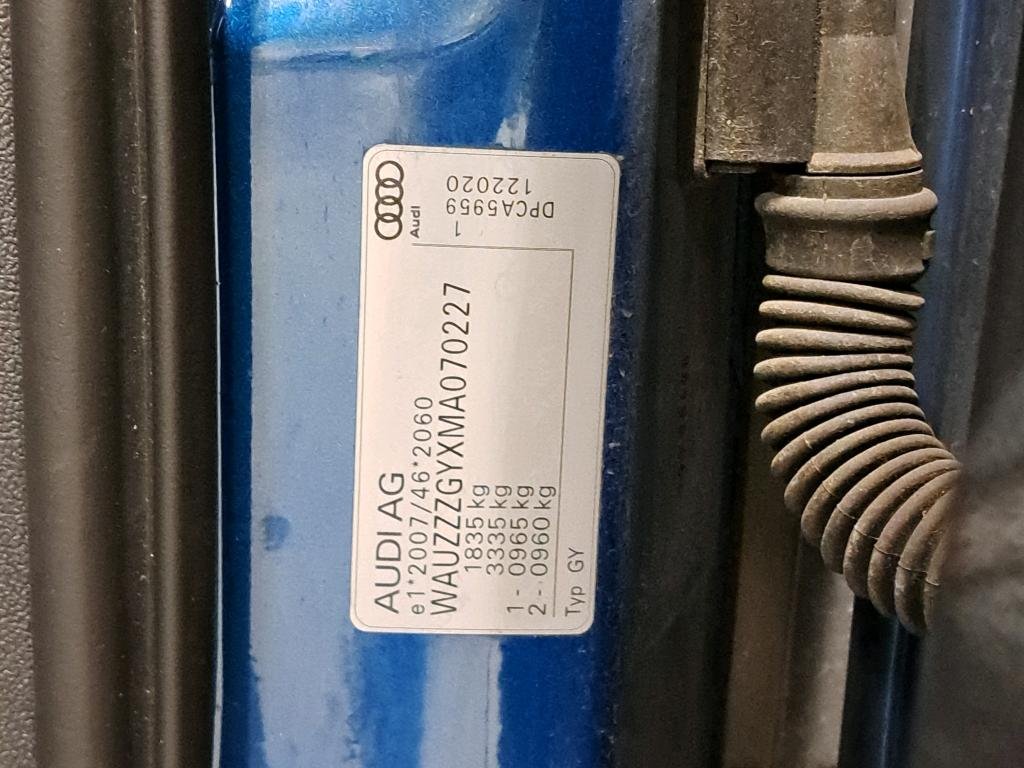 AUDI AG
e1*2007/46*2060
WAUZZZGYXMA070227
1835 kg
3335 kg
1- 0965 kg
2- 0960 kg
Typ GY
Audi
1
DPCA5959
122020